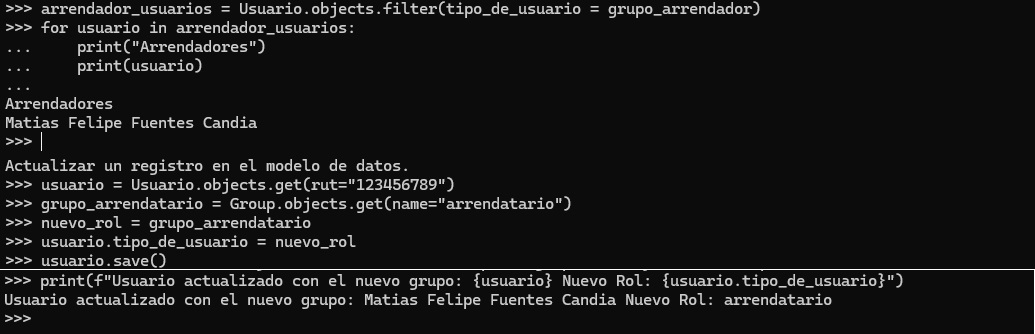 >>> arrendador_usuarios = Usuario.objects.filter(tipo_de_usuario = grupo_arrendador)
>>> for usuario in arrendador_usuarios:
...     print("Arrendadores")
...     print(usuario)
...
Arrendadores
Matias Felipe Fuentes Candia
>>>
Actualizar un registro en el modelo de datos.
>>> usuario = Usuario.objects.get(rut="123456789")
>>> grupo_arrendatario = Group.objects.get(name="arrendatario")
>>> nuevo_rol = grupo_arrendatario
>>> usuario.tipo_de_usuario = nuevo_rol
>>> usuario.save()
>>> print(f"Usuario actualizado con el nuevo grupo: {usuario} Nuevo Rol: {usuario.tipo_de_usuario}")
Usuario actualizado con el nuevo grupo: Matias Felipe Fuentes Candia Nuevo Rol: arrendatario
>>>